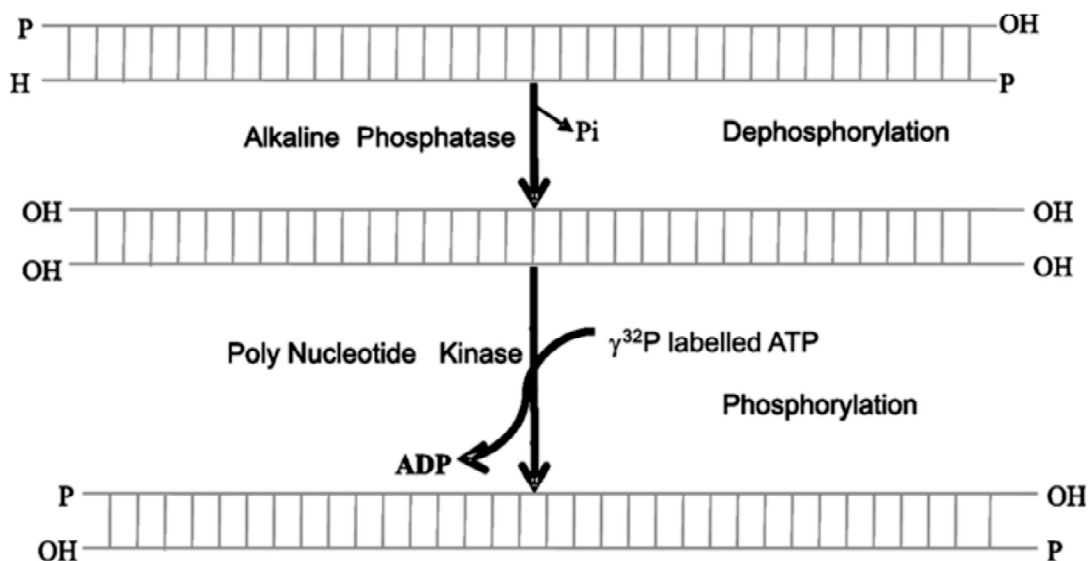 P OH
H P
Alkaline Phosphatase Pi Dephosphorylation
OH OH
OH OH
Poly Nucleotide Kinase γ³²P labelled ATP
Phosphorylation
ADP
P OH
OH P